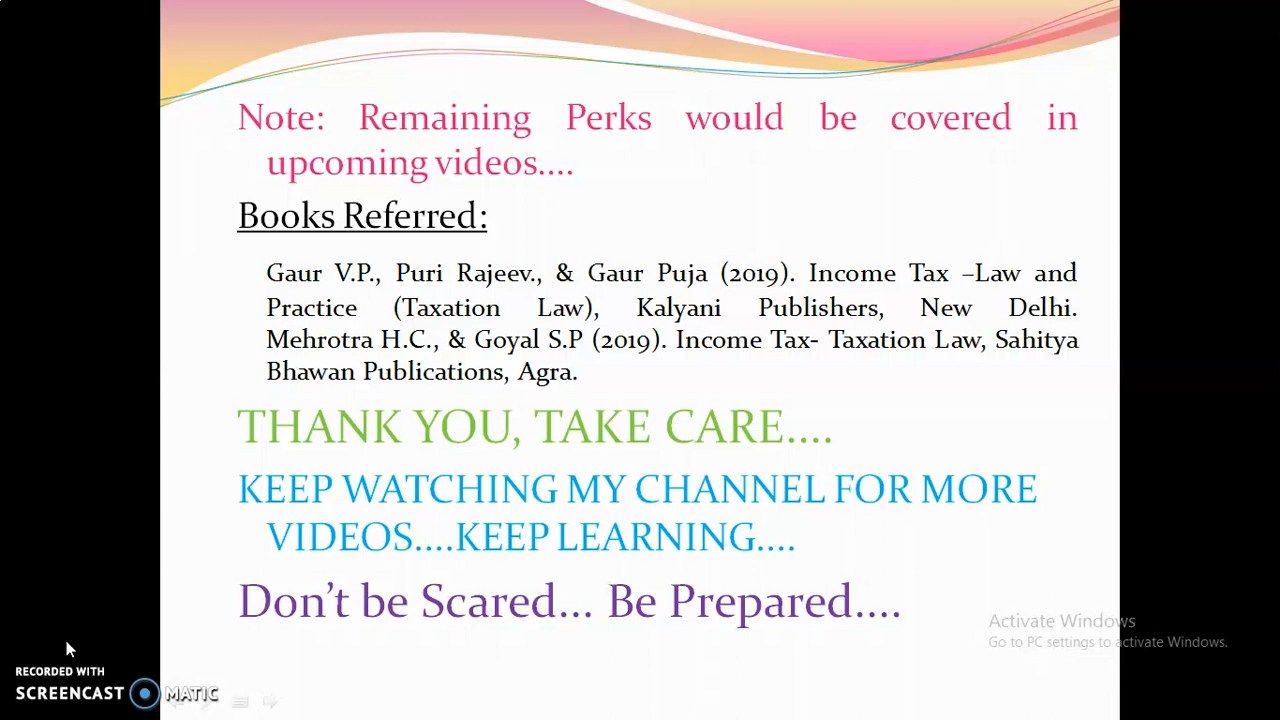 Note: Remaining Perks would be covered in
upcoming videos....
Books Referred:
Gaur V.P., Puri Rajeev., & Gaur Puja (2019). Income Tax –Law and
Practice (Taxation Law), Kalyani Publishers, New Delhi.
Mehrotra H.C., & Goyal S.P (2019). Income Tax- Taxation Law, Sahitya
Bhawan Publications, Agra.
THANK YOU, TAKE CARE....
KEEP WATCHING MY CHANNEL FOR MORE
VIDEOS....KEEP LEARNING....
Don't be Scared... Be Prepared....
Activate Windows
Go to PC settings to activate Windows.
RECORDED WITH
SCREENCAST MATIC